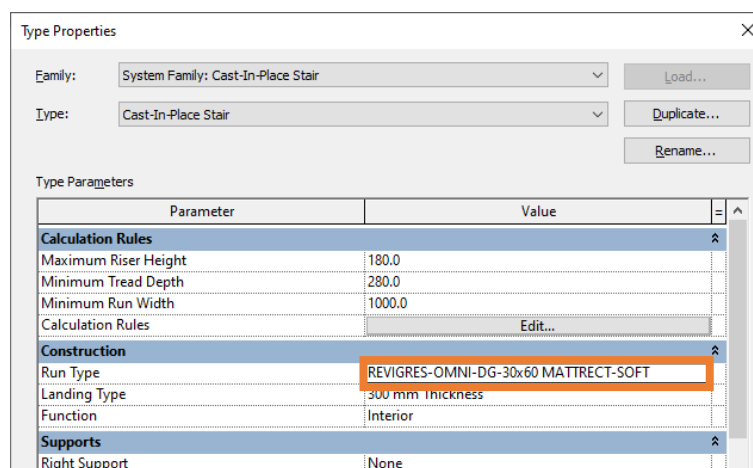 Type Properties
Family: System Family: Cast-In-Place Stair Load...
Type: Cast-In-Place Stair Duplicate...
Rename...
Type Parameters
Parameter Value =
Calculation Rules
Maximum Riser Height 180.0
Minimum Tread Depth 280.0
Minimum Run Width 1000.0
Calculation Rules Edit...
Construction
Run Type REVIGRES-OMNI-DG-30x60 MATTRECT-SOFT
Landing Type 300 mm Thickness
Function Interior
Supports
Right Support None